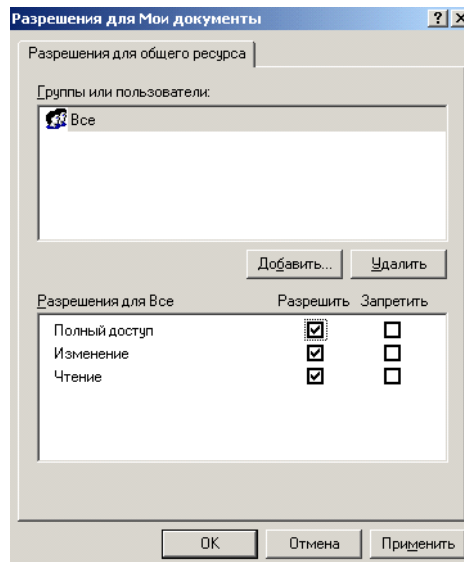 Разрешения для Мои документы
Разрешения для общего ресурса
Группы или пользователи:
Все
Добавить... Удалить
Разрешения для Все Разрешить Запретить
Полный доступ
Изменение
Чтение
OK Отмена Применить